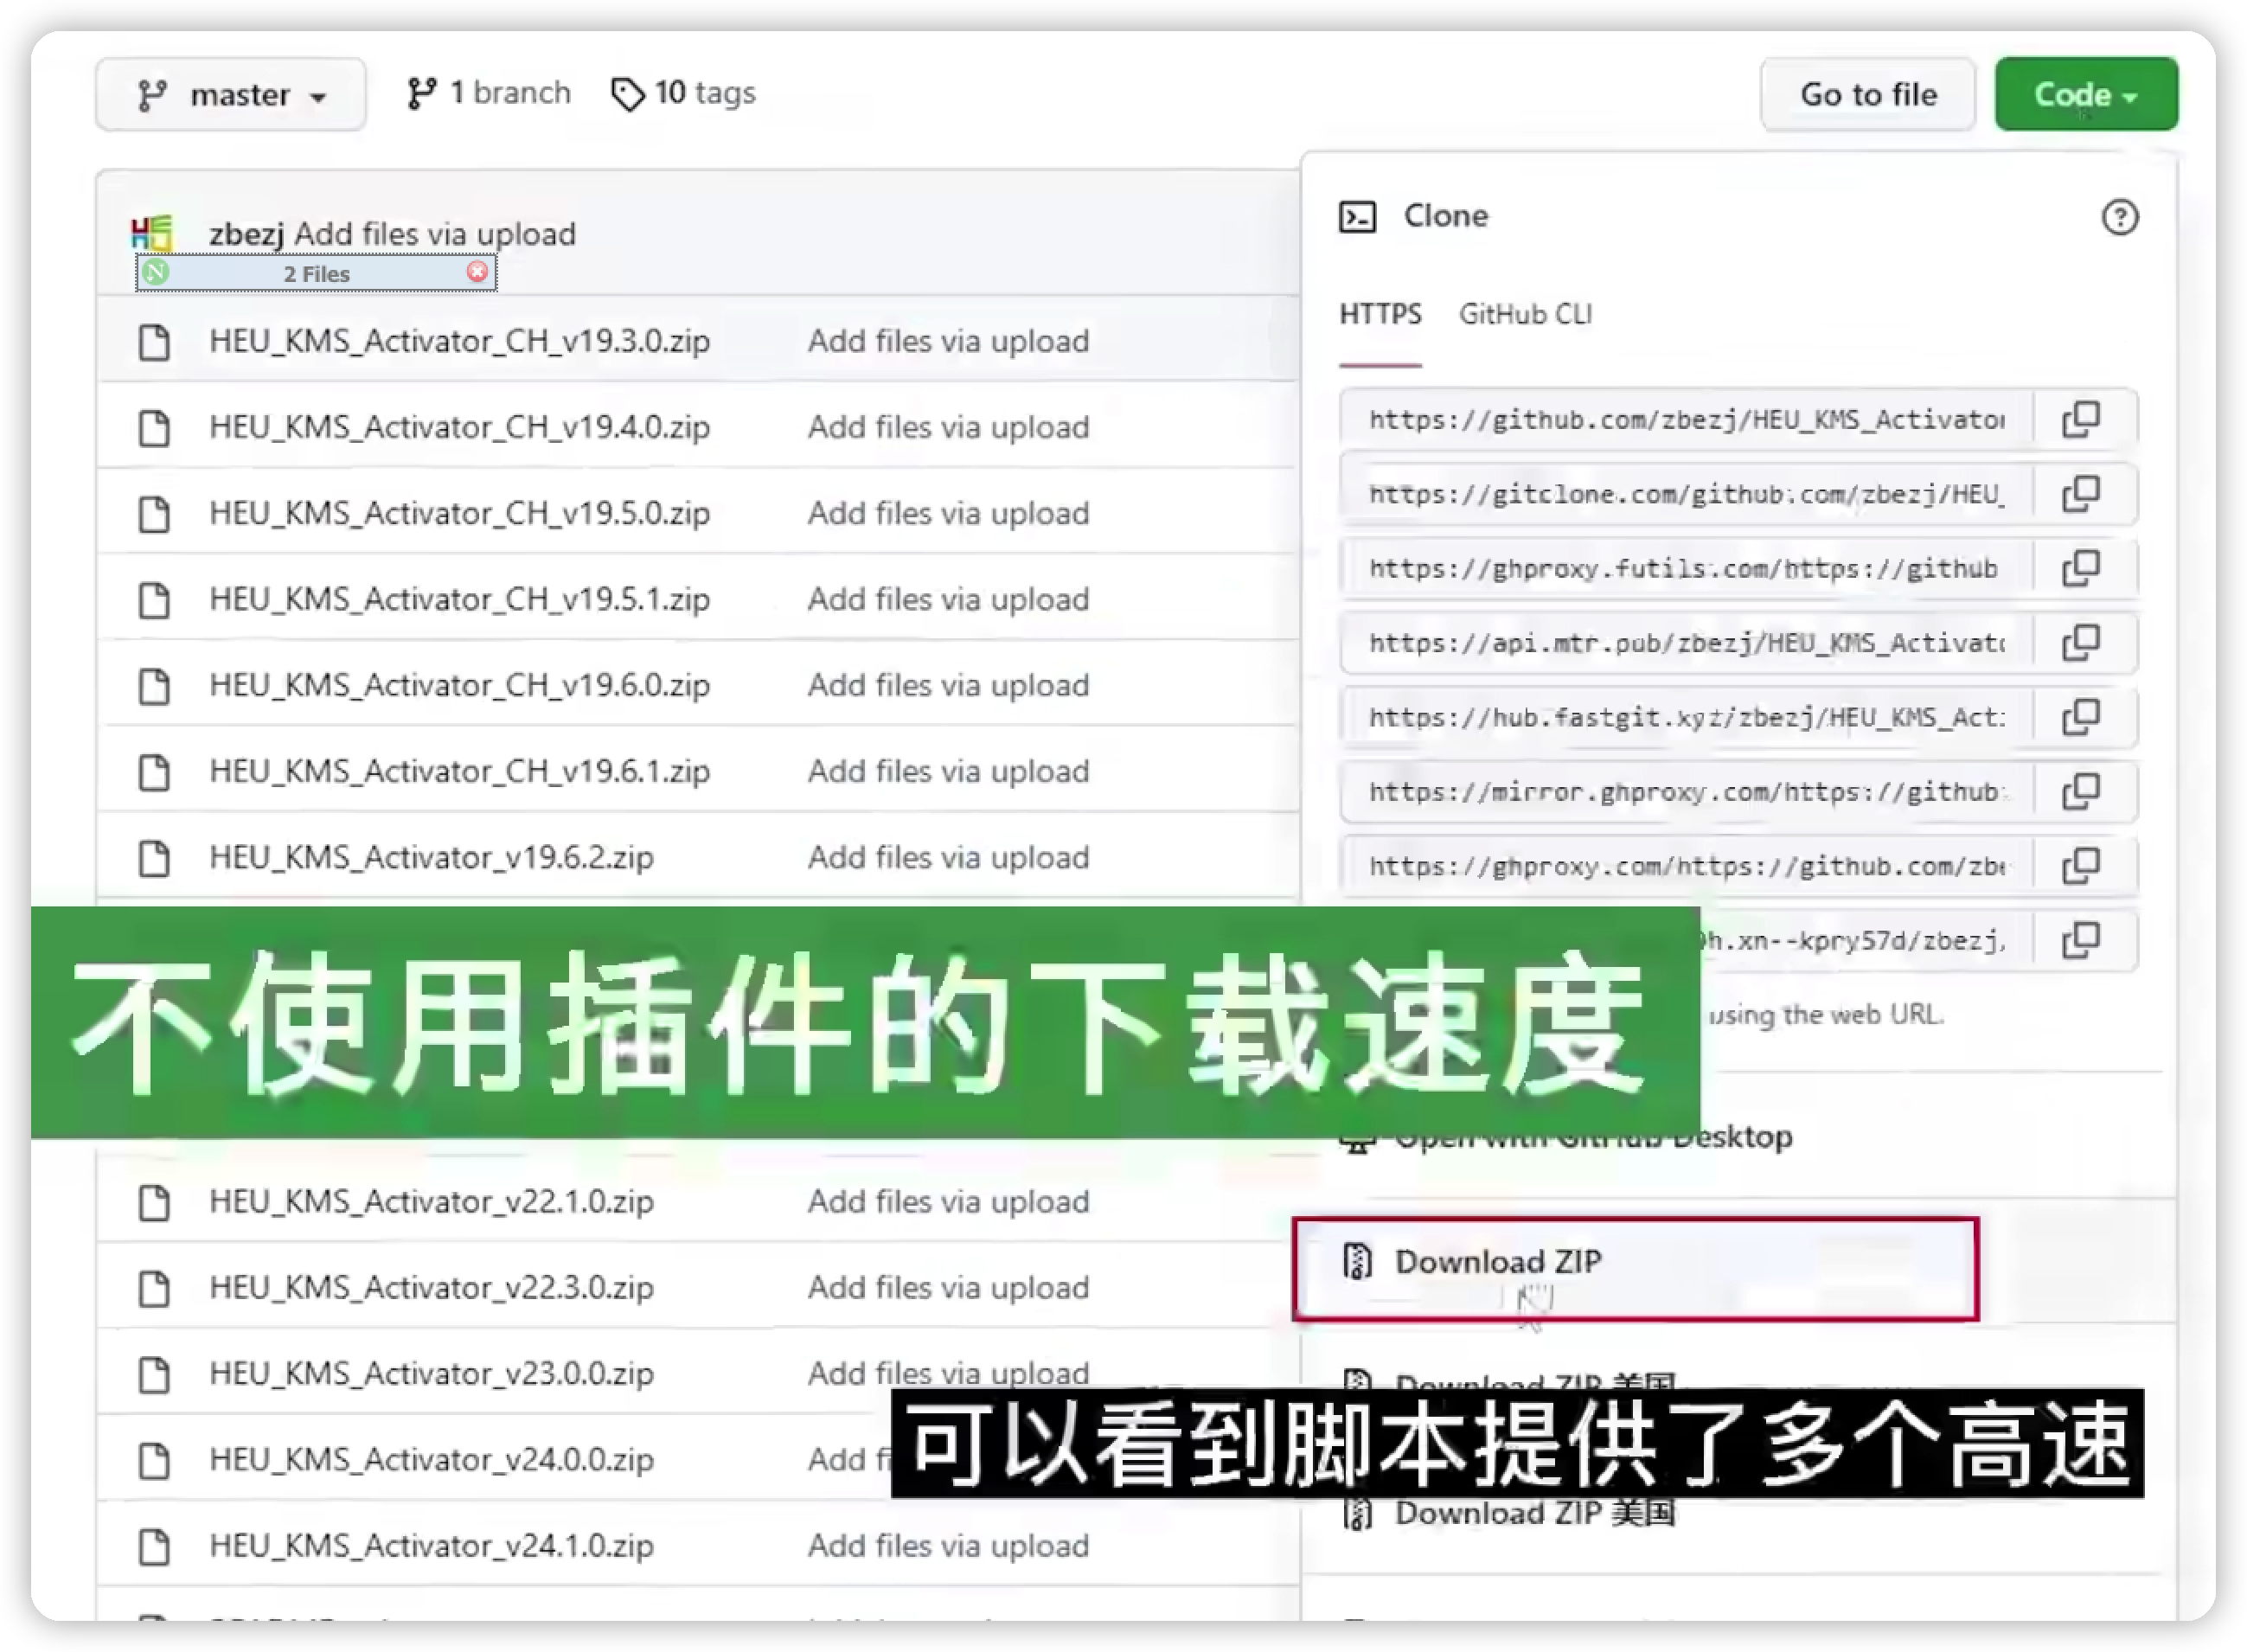 master
1 branch
10 tags
Go to file
Code
zbezj Add files via upload
2 Files
HEU_KMS_Activator_CH_v19.3.0.zip Add files via upload
HEU_KMS_Activator_CH_v19.4.0.zip Add files via upload
HEU_KMS_Activator_CH_v19.5.0.zip Add files via upload
HEU_KMS_Activator_CH_v19.5.1.zip Add files via upload
HEU_KMS_Activator_CH_v19.6.0.zip Add files via upload
HEU_KMS_Activator_CH_v19.6.1.zip Add files via upload
HEU_KMS_Activator_v19.6.2.zip Add files via upload
不使用插件的下载速度
HEU_KMS_Activator_v22.1.0.zip Add files via upload
HEU_KMS_Activator_v22.3.0.zip Add files via upload
HEU_KMS_Activator_v23.0.0.zip Add files via upload
HEU_KMS_Activator_v24.0.0.zip Add
HEU_KMS_Activator_v24.1.0.zip Add files via upload
Clone
HTTPS GitHub CLI
https://github.com/zbezj/HEU_KMS_Activator
https://gitclone.com/github.com/zbezj/HEU_
https://ghproxy.futils.com/https://github
https://api.mtr.pub/zbezj/HEU_KMS_Activat
https://hub.fastgit.xyz/zbezj/HEU_KMS_Act
https://mirror.ghproxy.com/https://github
https://ghproxy.com/https://github.com/zb
h.xn--kpry57d/zbezj
using the web URL.
Open with GitHub Desktop
Download ZIP
Download ZIP 美国
可以看到脚本提供了多个高速
Download ZIP 美国